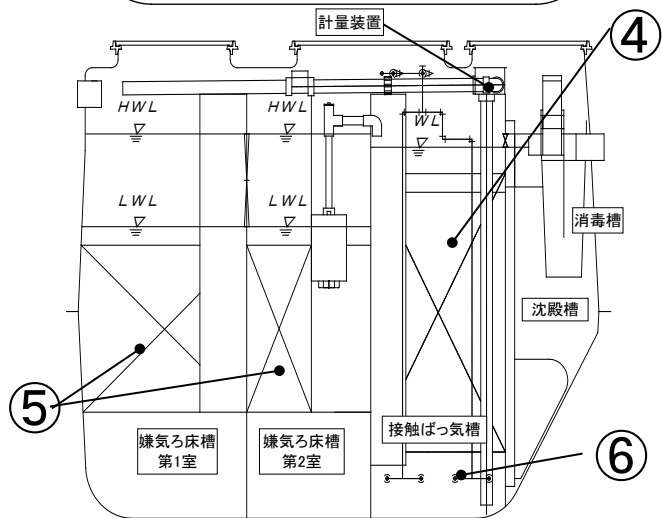 計量装置
④
HWL
HWL
WL
LWL
LWL
消毒槽
沈殿槽
⑤
嫌気ろ床槽
第1室
嫌気ろ床槽
第2室
接触ばっ気槽
⑥